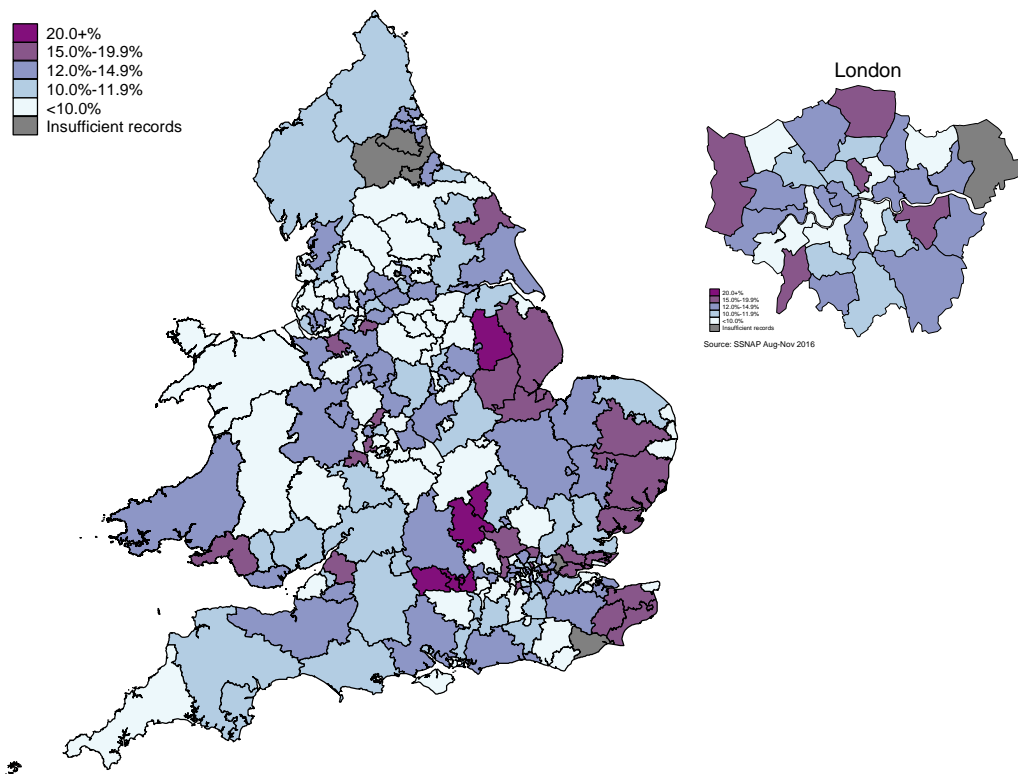 20.0+%
15.0%-19.9%
12.0%-14.9%
10.0%-11.9%
<10.0%
Insufficient records
London
20.0+%
15.0%-19.9%
12.0%-14.9%
10.0%-11.9%
<10.0%
Insufficient records
Source: SSNAP Aug-Nov 2016